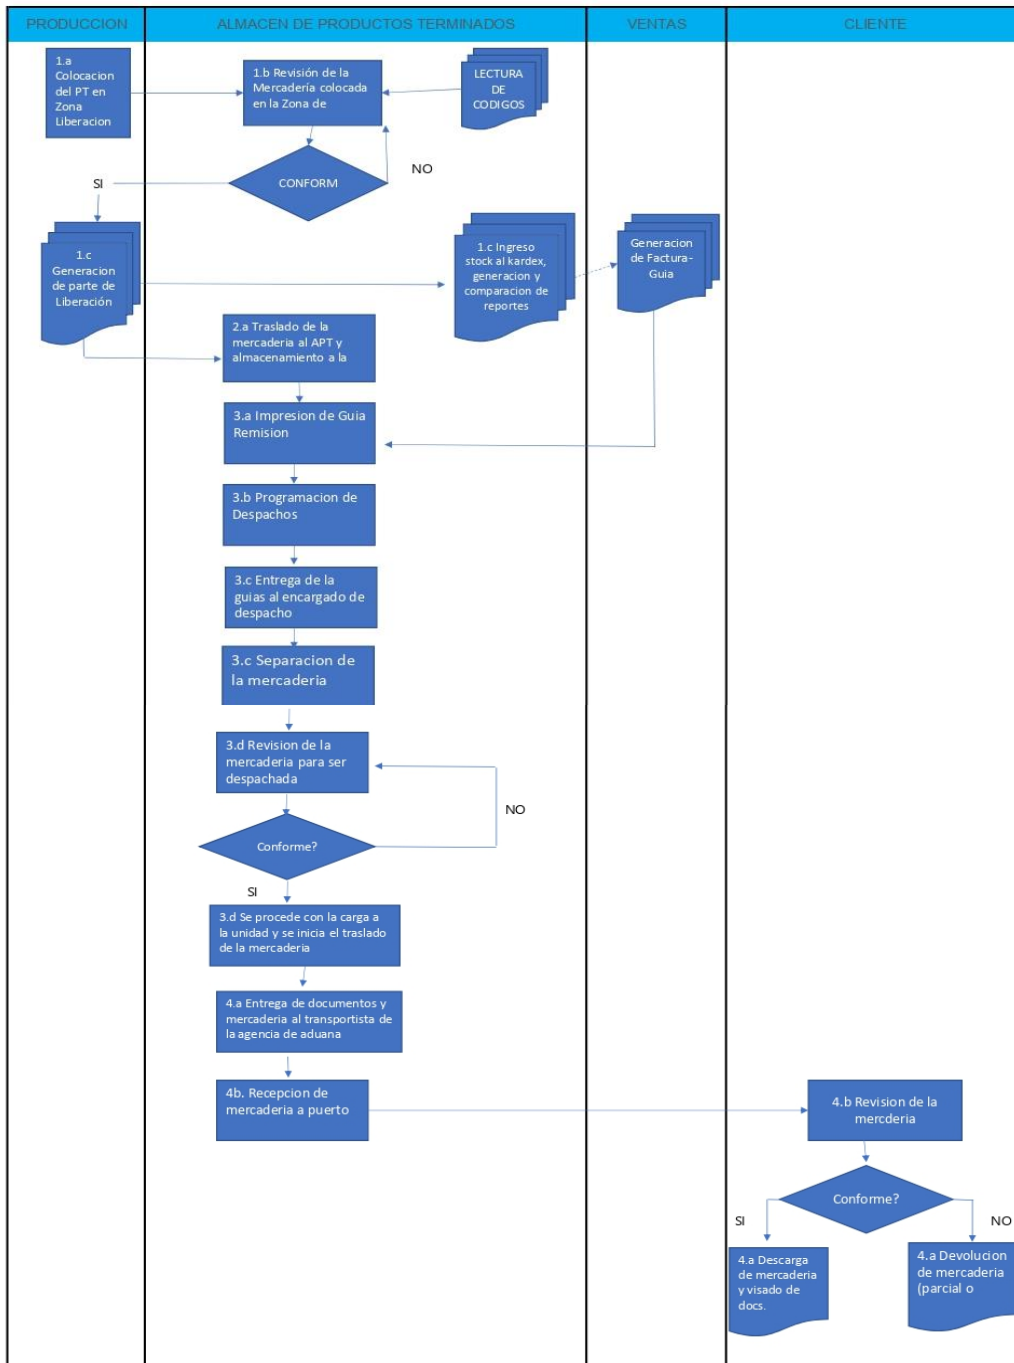 PRODUCCION
ALMACEN DE PRODUCTOS TERMINADOS
VENTAS
CLIENTE
1.a
Colocacion
del PT en
Zona
Liberacion
1.b Revisión de la
Mercadería colocada
en la Zona de
LECTURA
DE
CODIGOS
CONFORM
NO
SI
1.c
Generacion
de parte de
Liberación
1.c Ingreso
stock al kardex,
generacion y
comparacion de
reportes
Generacion
de Factura-
Guia
2.a Traslado de la
mercaderia al APT y
almacenamiento a la
3.a Impresion de Guia
Remision
3.b Programacion de
Despachos
3.c Entrega de la
guias al encargado de
despacho
3.c Separacion de
la mercaderia
3.d Revision de la
mercaderia para ser
despachada
NO
Conforme?
SI
3.d Se procede con la carga a
la unidad y se inicia el traslado
de la mercaderia
4.a Entrega de documentos y
mercaderia al transportista de
la agencia de aduana
4b. Recepcion de
mercaderia a puerto
4.b Revision de la
mercderia
Conforme?
SI
NO
4.a Descarga
de mercaderia
y visado de
docs.
4.a Devolucion
de mercaderia
(parcial o